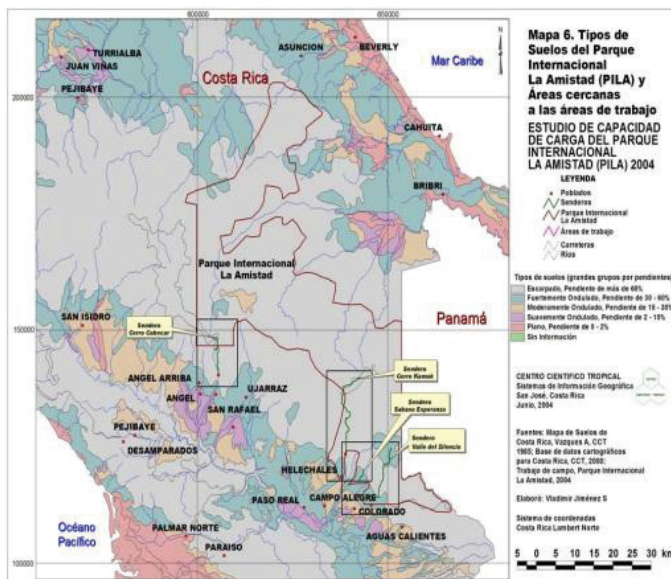 600000
650000
200000
150000
100000
Costa Rica
Mar Caribe
Panamá
Océano
Pacífico
Parque Internacional
La Amistad
TURRIALBA
JUAN VIÑAS
PEJIBAYE
ASUNCION
BEVERLY
CAHUITA
BRIBRI
SAN ISIDRO
Sendero
Cerro Cabecar
ANGEL ARRIBA
ANGEL
UJARRAZ
SAN RAFAEL
PEJIBAYE
DESAMPARADOS
Sendero
Cerro Kamuk
Sendero
Sabana Esperanza
Sendero
Valle del Silencio
HELECHALES
PASO REAL
CAMPO ALEGRE
COLORADO
AGUAS CALIENTES
PALMAR NORTE
PARAISO
N
Mapa 6. Tipos de
Suelos del Parque
Internacional
La Amistad (PILA) y
Áreas cercanas
a las áreas de trabajo
ESTUDIO DE CAPACIDAD
DE CARGA DEL PARQUE
INTERNACIONAL
LA AMISTAD (PILA) 2004
LEYENDA
Poblados
Senderos
Parque Internacional
La Amistad
Áreas de trabajo
Carreteras
Ríos
Tipos de suelos (grandes grupos por pendientes)
Escarpado, Pendiente de más de 60%
Fuertemente Ondulado, Pendiente de 30 - 60%
Moderamente Ondulado, Pendiente de
Suavemente Ondulado, Pendiente de 2 - 15%
Plano, Pendiente de 0 - 2%
Sin Información
CENTRO CIENTIFICO TROPICAL
Sistemas de Información Geográfica
San José, Costa Rica
Junio, 2004
Fuentes: Mapa de Suelos de
Costa Rica, Vazques A, CCT
Base de datos cartográficos
para Costa Rica, CCT, 2000;
Trabajo de campo, Parque Internacional
La Amistad, 2004
Elaboró: Vladimir Jiménez S
Sistema de coordenadas
Costa Rica Lambert Norte
5 0 5 10 15 20 25 30 km